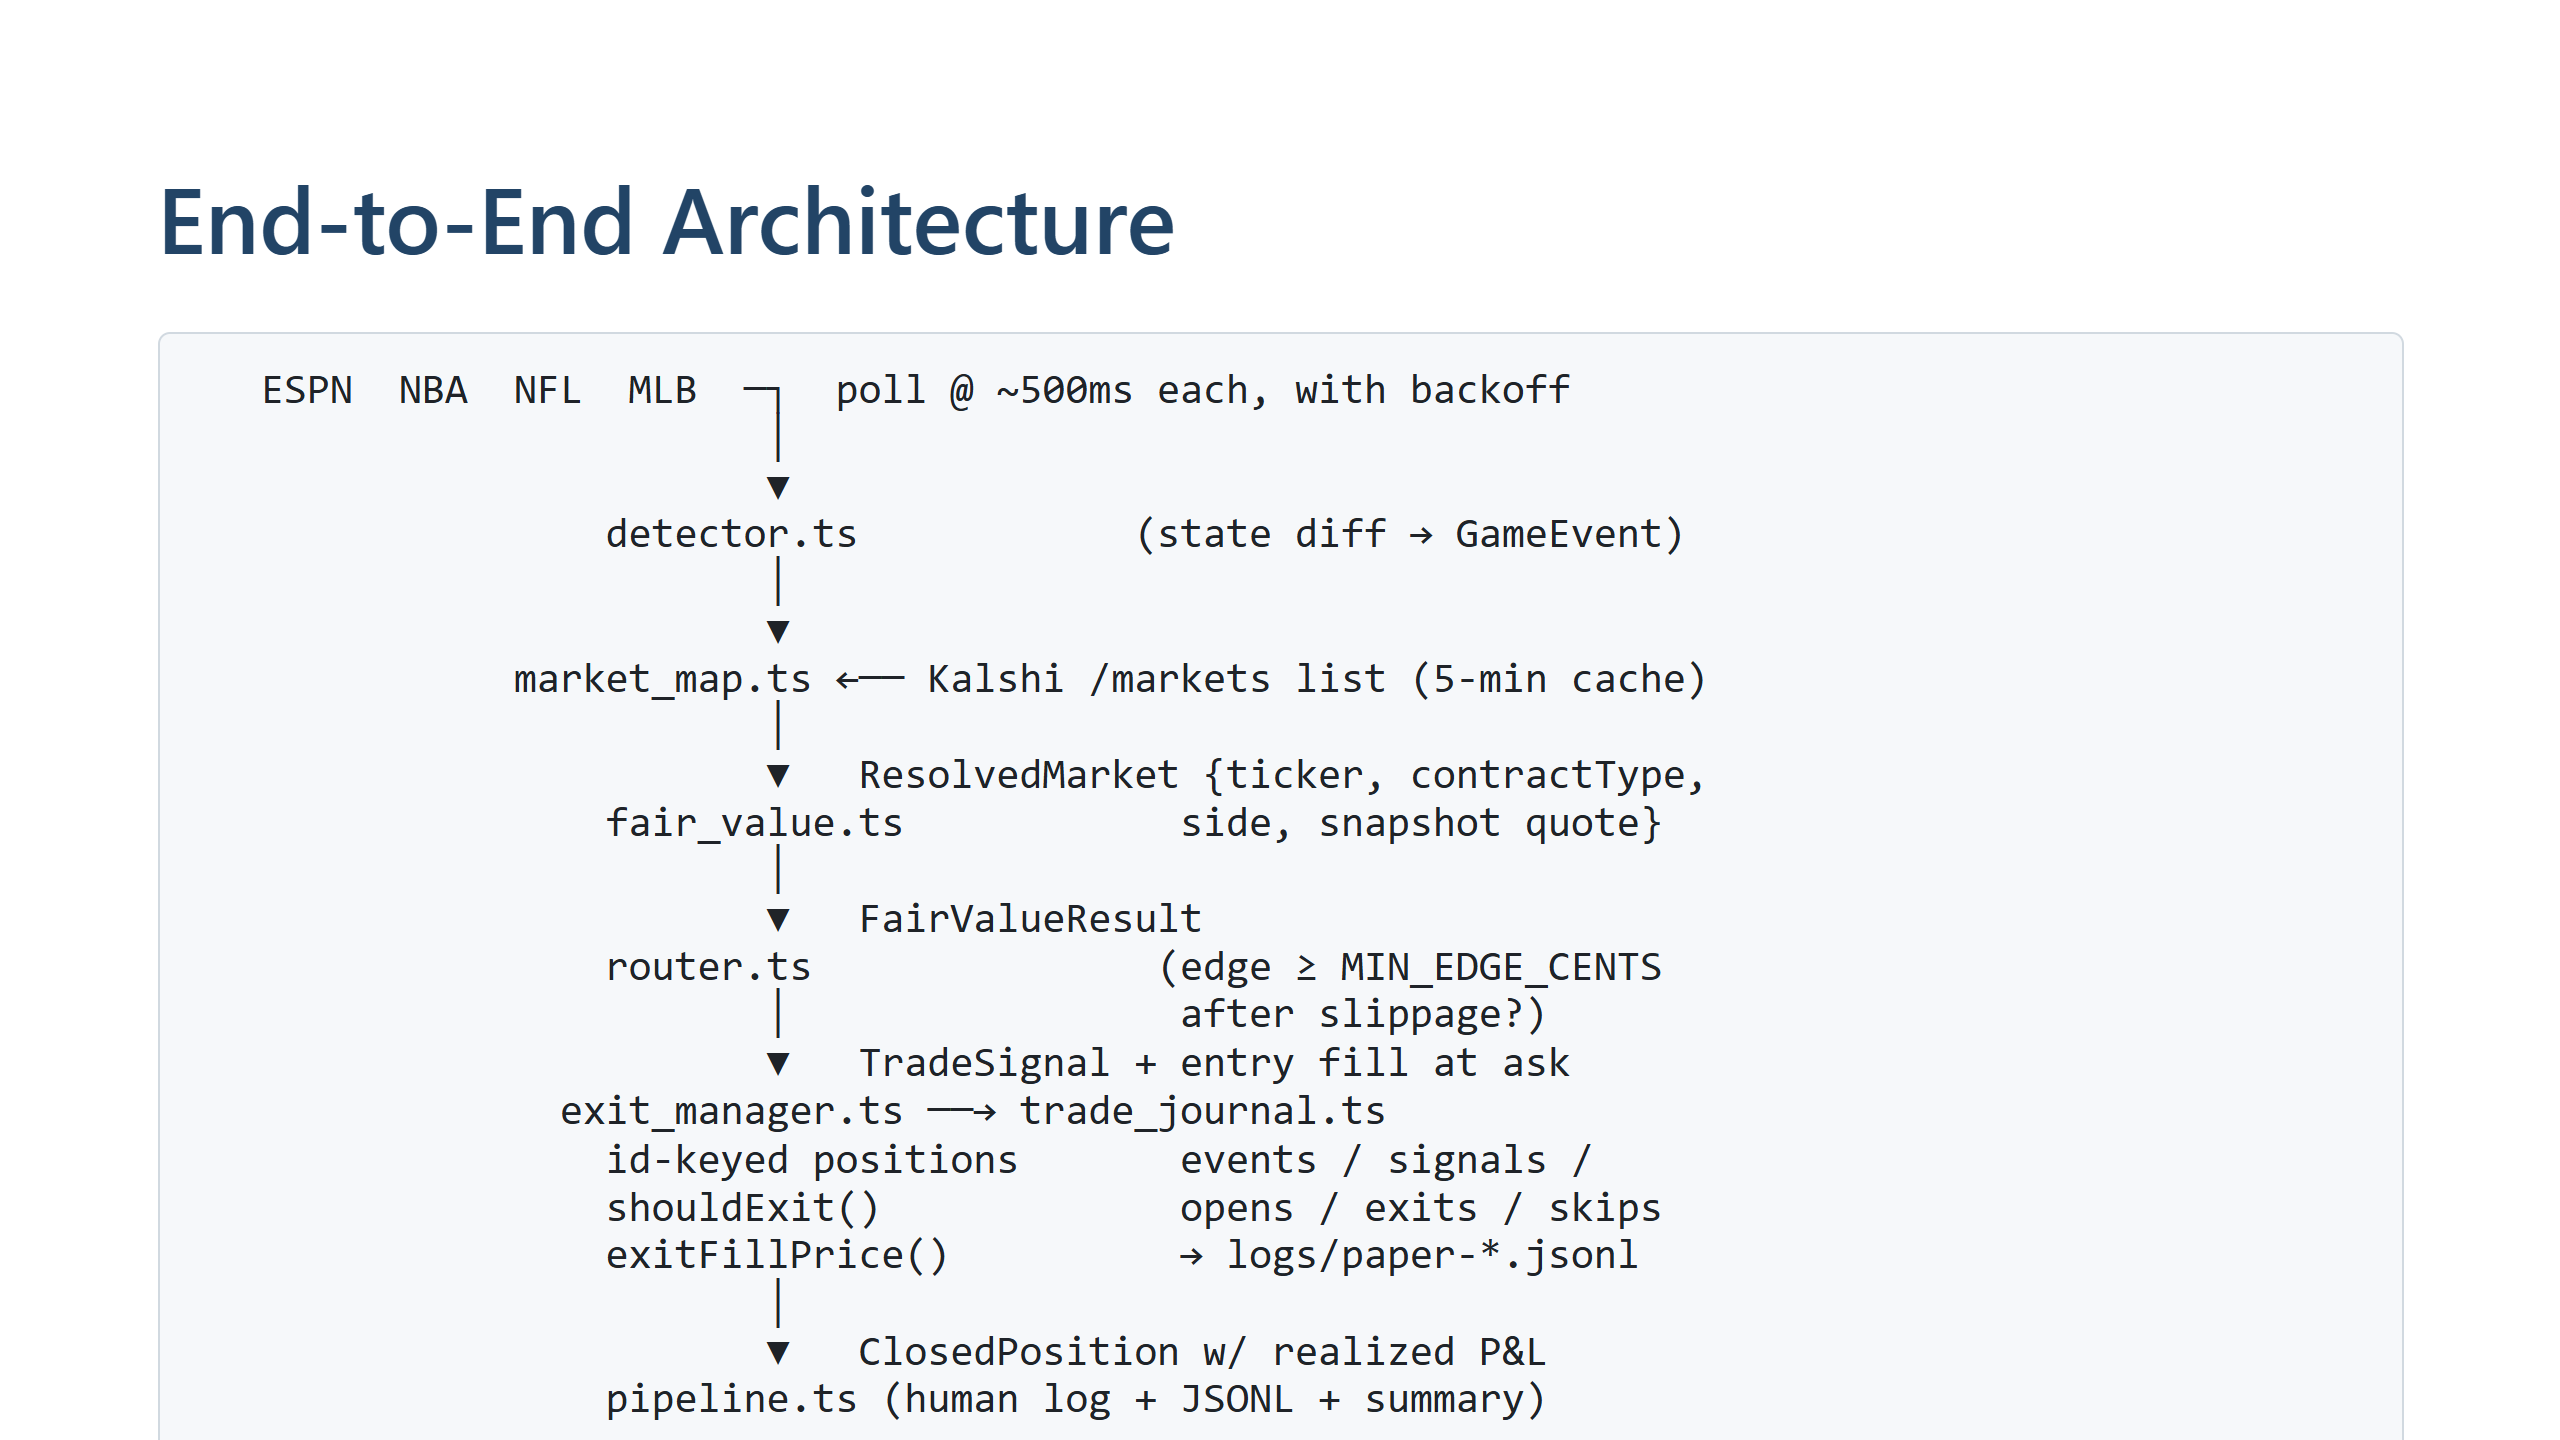 End-to-End Architecture
ESPN  NBA  NFL  MLB  ─┐  poll @ ~500ms each, with backoff
│
▼
detector.ts            (state diff → GameEvent)
│
▼
market_map.ts ←── Kalshi /markets list (5-min cache)
│
▼   ResolvedMarket {ticker, contractType,
fair_value.ts            side, snapshot quote}
│
▼   FairValueResult
router.ts               (edge ≥ MIN_EDGE_CENTS
│                 after slippage?)
▼   TradeSignal + entry fill at ask
exit_manager.ts ──→ trade_journal.ts
id-keyed positions       events / signals /
shouldExit()             opens / exits / skips
exitFillPrice()          → logs/paper-*.jsonl
│
▼   ClosedPosition w/ realized P&L
pipeline.ts (human log + JSONL + summary)